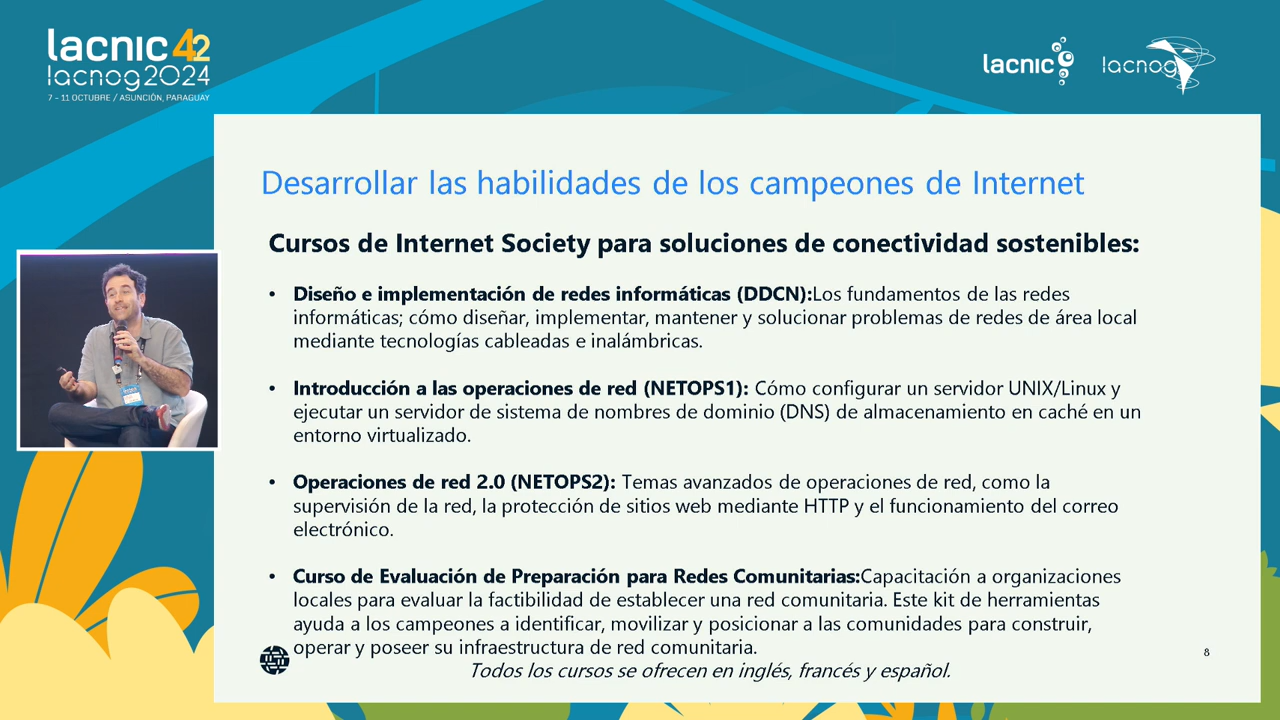 lacnic 42
lacnog2024
7 - 11 OCTUBRE / ASUNCIÓN, PARAGUAY
lacnic
lacnog
Desarrollar las habilidades de los campeones de Internet
Cursos de Internet Society para soluciones de conectividad sostenibles:
• Diseño e implementación de redes informáticas (DDCN):Los fundamentos de las redes
informáticas; cómo diseñar, implementar, mantener y solucionar problemas de redes de área local
mediante tecnologías cableadas e inalámbricas.
• Introducción a las operaciones de red (NETOPS1): Cómo configurar un servidor UNIX/Linux y
ejecutar un servidor de sistema de nombres de dominio (DNS) de almacenamiento en caché en un
entorno virtualizado.
• Operaciones de red 2.0 (NETOPS2): Temas avanzados de operaciones de red, como la
supervisión de la red, la protección de sitios web mediante HTTP y el funcionamiento del correo
electrónico.
• Curso de Evaluación de Preparación para Redes Comunitarias:Capacitación a organizaciones
locales para evaluar la factibilidad de establecer una red comunitaria. Este kit de herramientas
ayuda a los campeones a identificar, movilizar y posicionar a las comunidades para construir,
operar y poseer su infraestructura de red comunitaria.
Todos los cursos se ofrecen en inglés, francés y español.
8